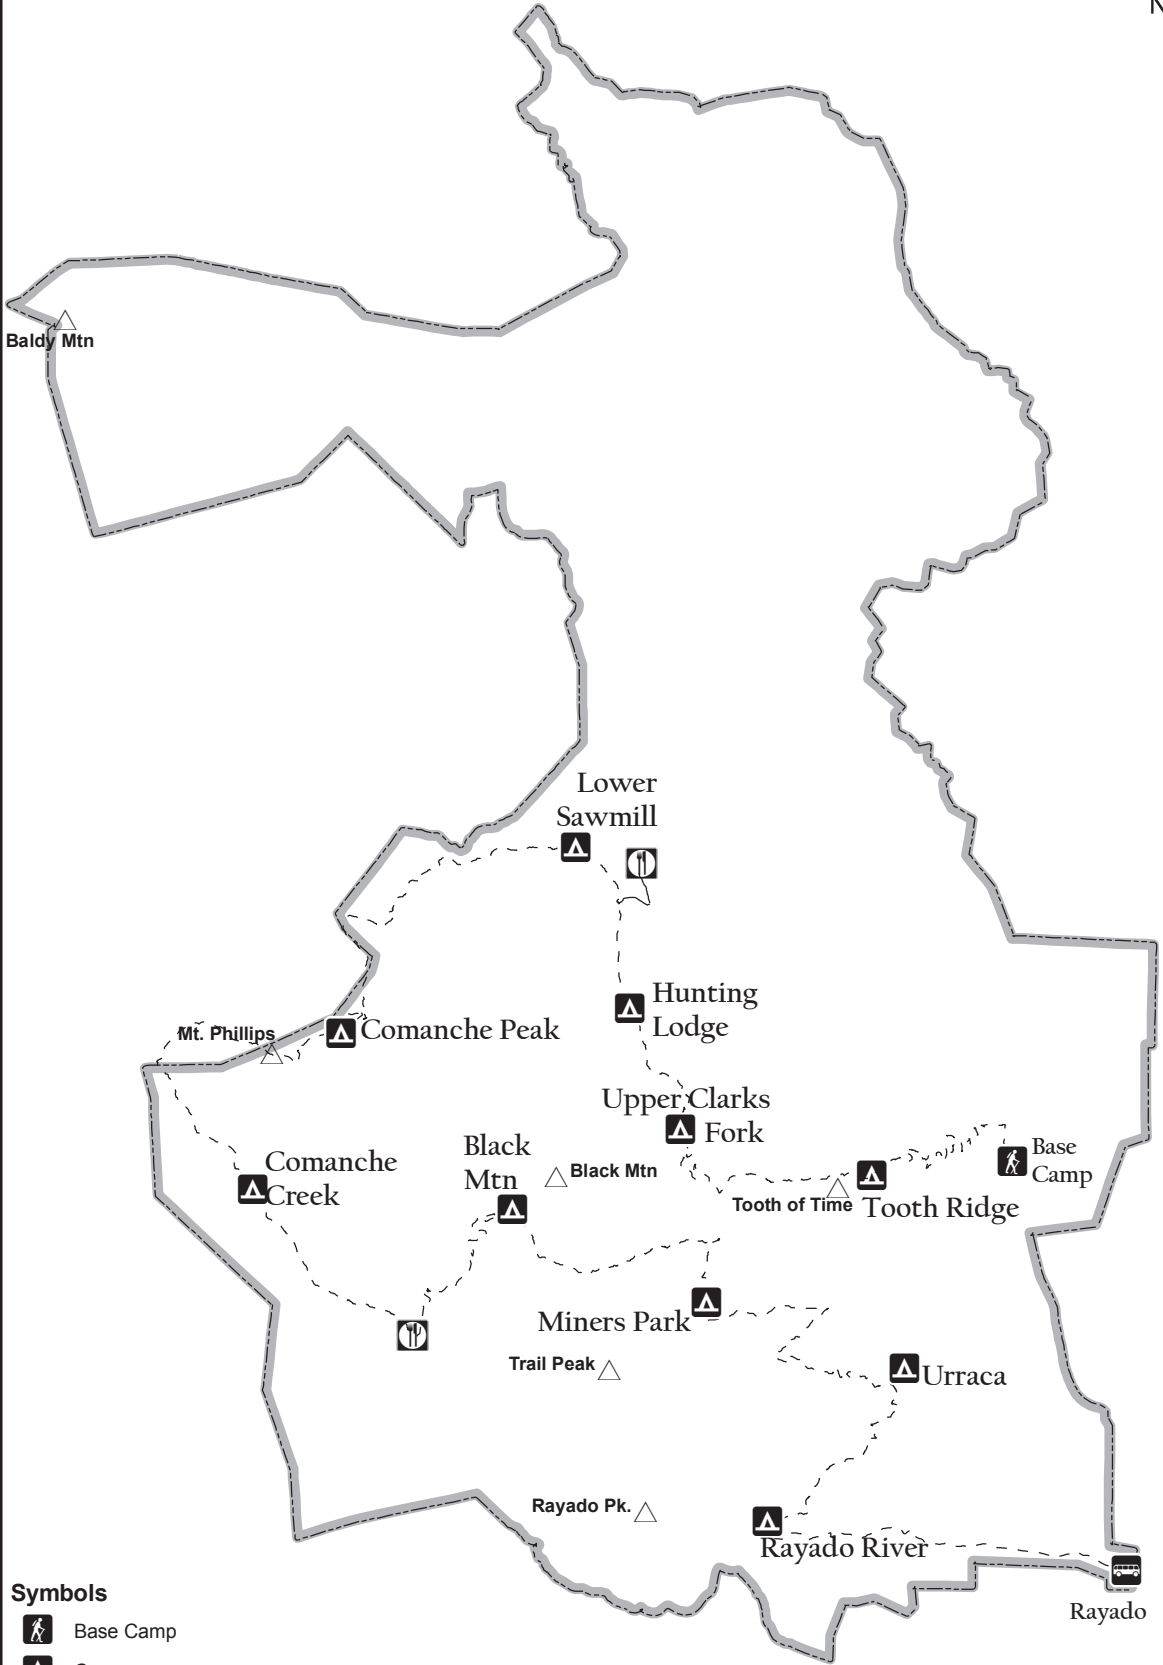 N
Baldy Mtn
Lower
Sawmill
Hunting
Lodge
Mt. Phillips
Comanche Peak
Upper Clarks
Fork
Black
Mtn
Black Mtn
Base
Camp
Comanche
Creek
Tooth of Time
Tooth Ridge
Miners Park
Trail Peak
Urraca
Rayado Pk.
Rayado River
Rayado
Symbols
Base Camp